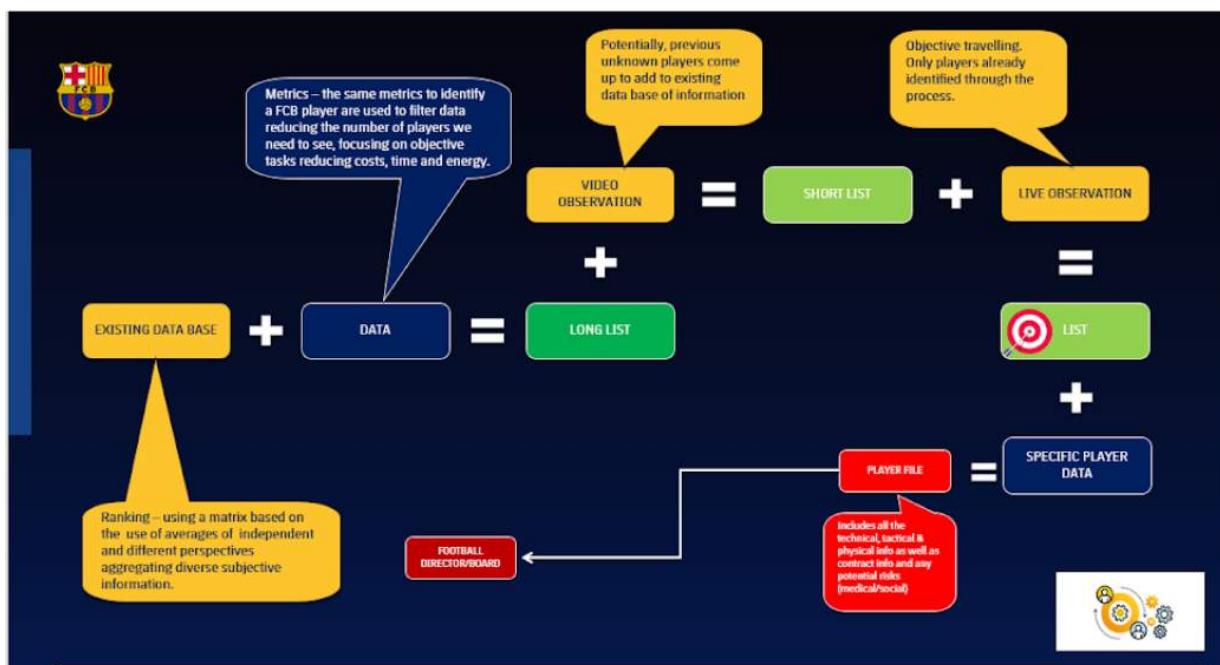 FCB
Metrics – the same metrics to identify
a FCB player are used to filter data
reducing the number of players we
need to see, focusing on objective
tasks reducing costs, time and energy.
Potentially, previous
unknown players come
up to add to existing
data base of information
Objective travelling.
Only players already
identified through the
process.
VIDEO
OBSERVATION
=
SHORT LIST
+
LIVE OBSERVATION
+
=
EXISTING DATA BASE
+
DATA
=
LONG LIST
LIST
+
Ranking – using a matrix based on
the use of averages of independent
and different perspectives
aggregating diverse subjective
information.
FOOTBALL
DIRECTOR/BOARD
PLAYER FILE
=
SPECIFIC PLAYER
DATA
Includes all the
technical, tactical &
physical info as well as
contract info and any
potential risks
(medical/social)